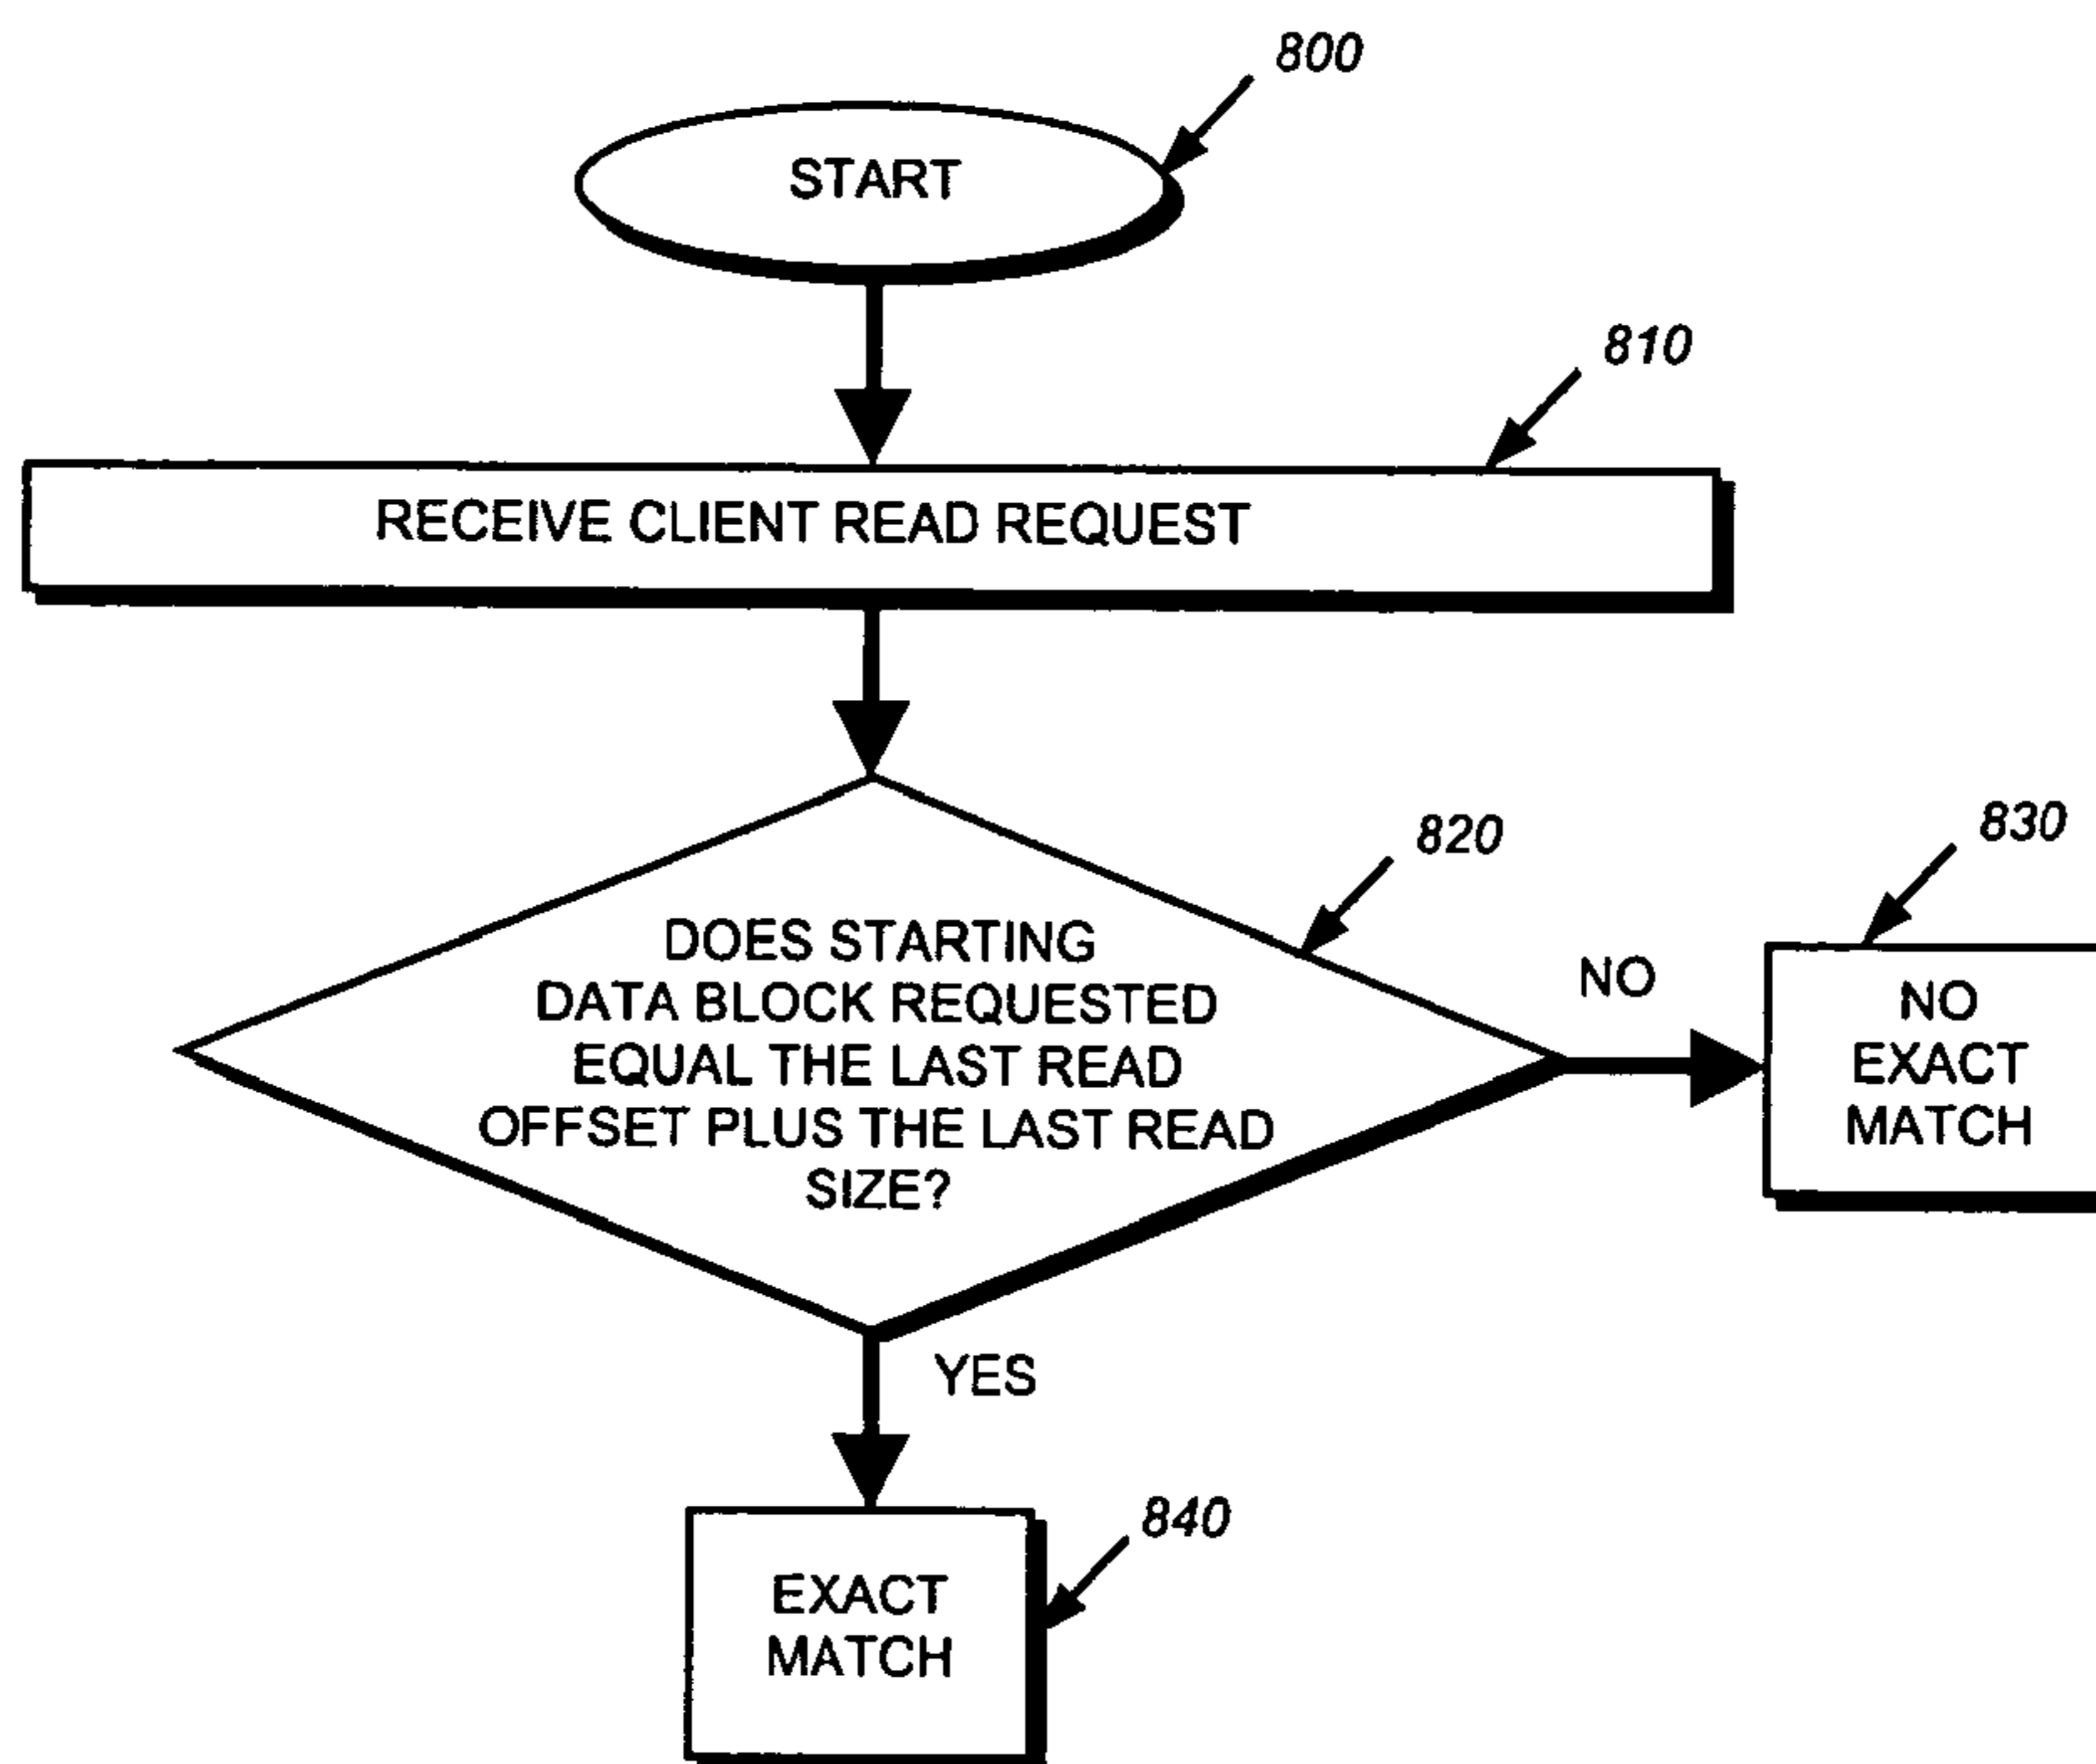 800
START
810
RECEIVE CLIENT READ REQUEST
820
DOES STARTING
DATA BLOCK REQUESTED
EQUAL THE LAST READ
OFFSET PLUS THE LAST READ
SIZE?
NO
830
NO
EXACT
MATCH
YES
840
EXACT
MATCH